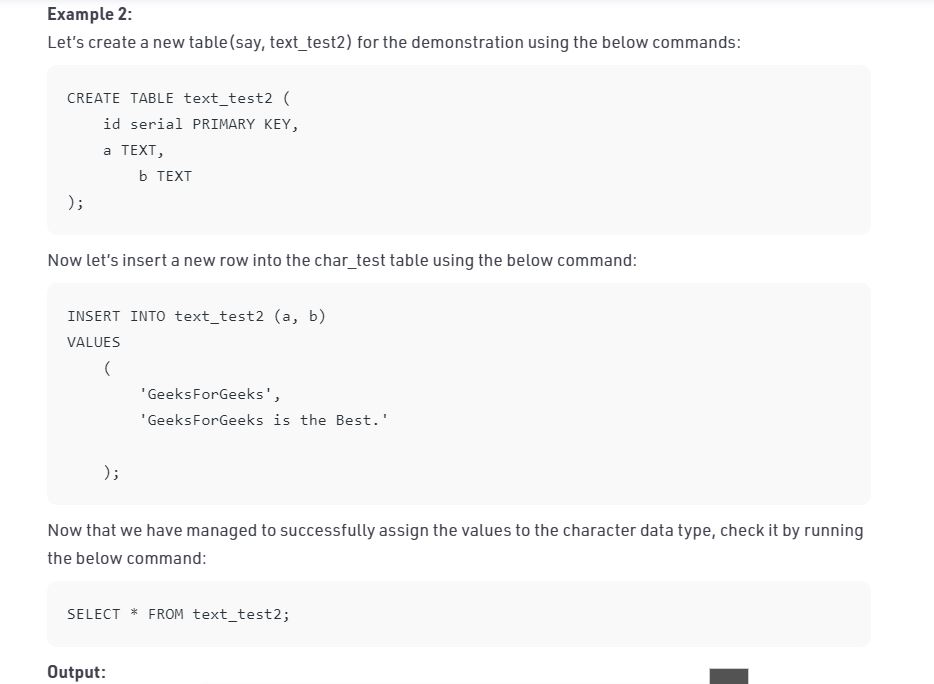 Example 2:
Let's create a new table(say, text_test2) for the demonstration using the below commands:
CREATE TABLE text_test2 (
    id serial PRIMARY KEY,
    a TEXT,
        b TEXT
);
Now let's insert a new row into the char_test table using the below command:
INSERT INTO text_test2 (a, b)
VALUES
    (
        'GeeksForGeeks',
        'GeeksForGeeks is the Best.'
    );
Now that we have managed to successfully assign the values to the character data type, check it by running
the below command:
SELECT * FROM text_test2;
Output: